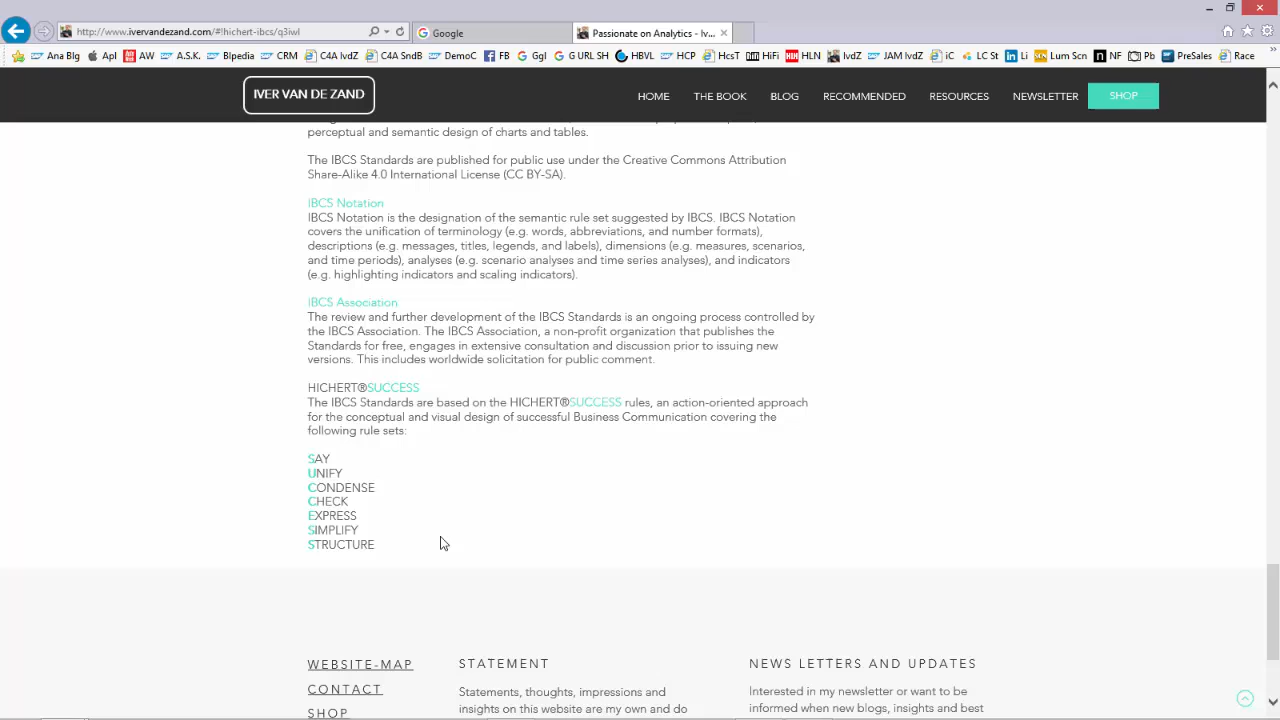 http://www.ivervandezand.com/#!hichert-ibcs/q3iwl
Google
Passionate on Analytics - Iv...
Ana Blg
Apl
AW
A.S.K.
BIpedia
CRM
C4A IvdZ
C4A SndB
DemoC
FB
Ggl
G URL SH
HBVL
HCP
HcsT
HiFi
HLN
IvdZ
JAM IvdZ
iC
LC St
Li
Lum Scn
NF
Pb
PreSales
Race
IVER VAN DE ZAND
HOME
THE BOOK
BLOG
RECOMMENDED
RESOURCES
NEWSLETTER
SHOP
perceptual and semantic design of charts and tables.
The IBCS Standards are published for public use under the Creative Commons Attribution
Share-Alike 4.0 International License (CC BY-SA).
IBCS Notation
IBCS Notation is the designation of the semantic rule set suggested by IBCS. IBCS Notation
covers the unification of terminology (e.g. words, abbreviations, and number formats),
descriptions (e.g. messages, titles, legends, and labels), dimensions (e.g. measures, scenarios,
and time periods), analyses (e.g. scenario analyses and time series analyses), and indicators
(e.g. highlighting indicators and scaling indicators).
IBCS Association
The review and further development of the IBCS Standards is an ongoing process controlled by
the IBCS Association. The IBCS Association, a non-profit organization that publishes the
Standards for free, engages in extensive consultation and discussion prior to issuing new
versions. This includes worldwide solicitation for public comment.
HICHERT®SUCCESS
The IBCS Standards are based on the HICHERT®SUCCESS rules, an action-oriented approach
for the conceptual and visual design of successful Business Communication covering the
following rule sets:
SAY
UNIFY
CONDENSE
CHECK
EXPRESS
SIMPLIFY
STRUCTURE
WEBSITE-MAP
CONTACT
SHOP
STATEMENT
Statements, thoughts, impressions and
insights on this website are my own and do
NEWS LETTERS AND UPDATES
Interested in my newsletter or want to be
informed when new blogs, insights and best